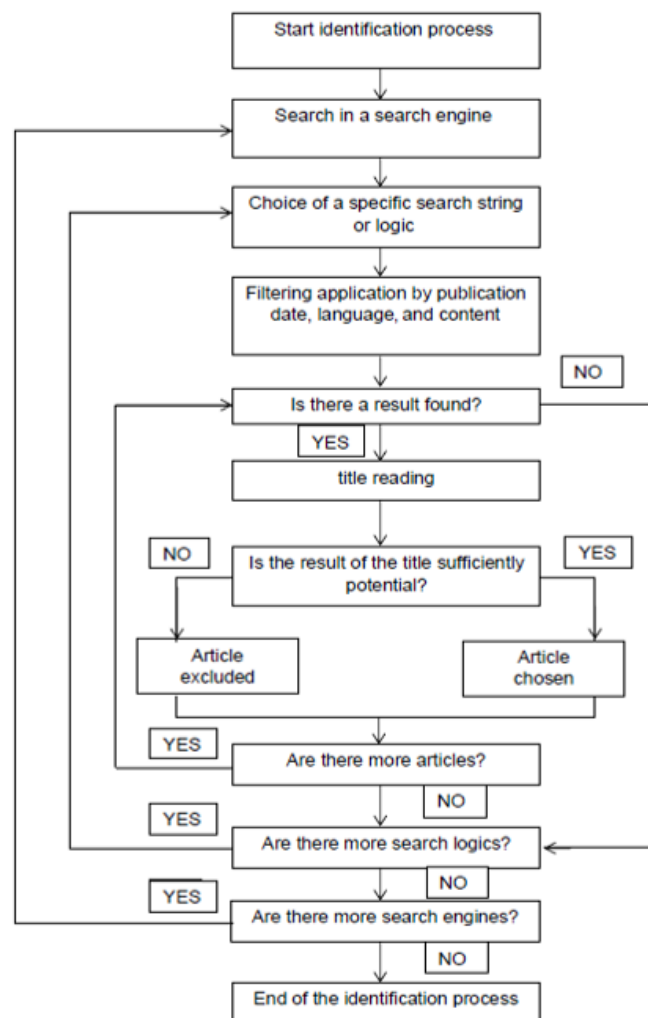 Start identification process
Search in a search engine
Choice of a specific search string
or logic
Filtering application by publication
date, language, and content
NO
Is there a result found?
YES
title reading
NO
YES
Is the result of the title sufficiently
potential?
Article
excluded
Article
chosen
YES
Are there more articles?
NO
YES
Are there more search logics?
NO
YES
Are there more search engines?
NO
End of the identification process